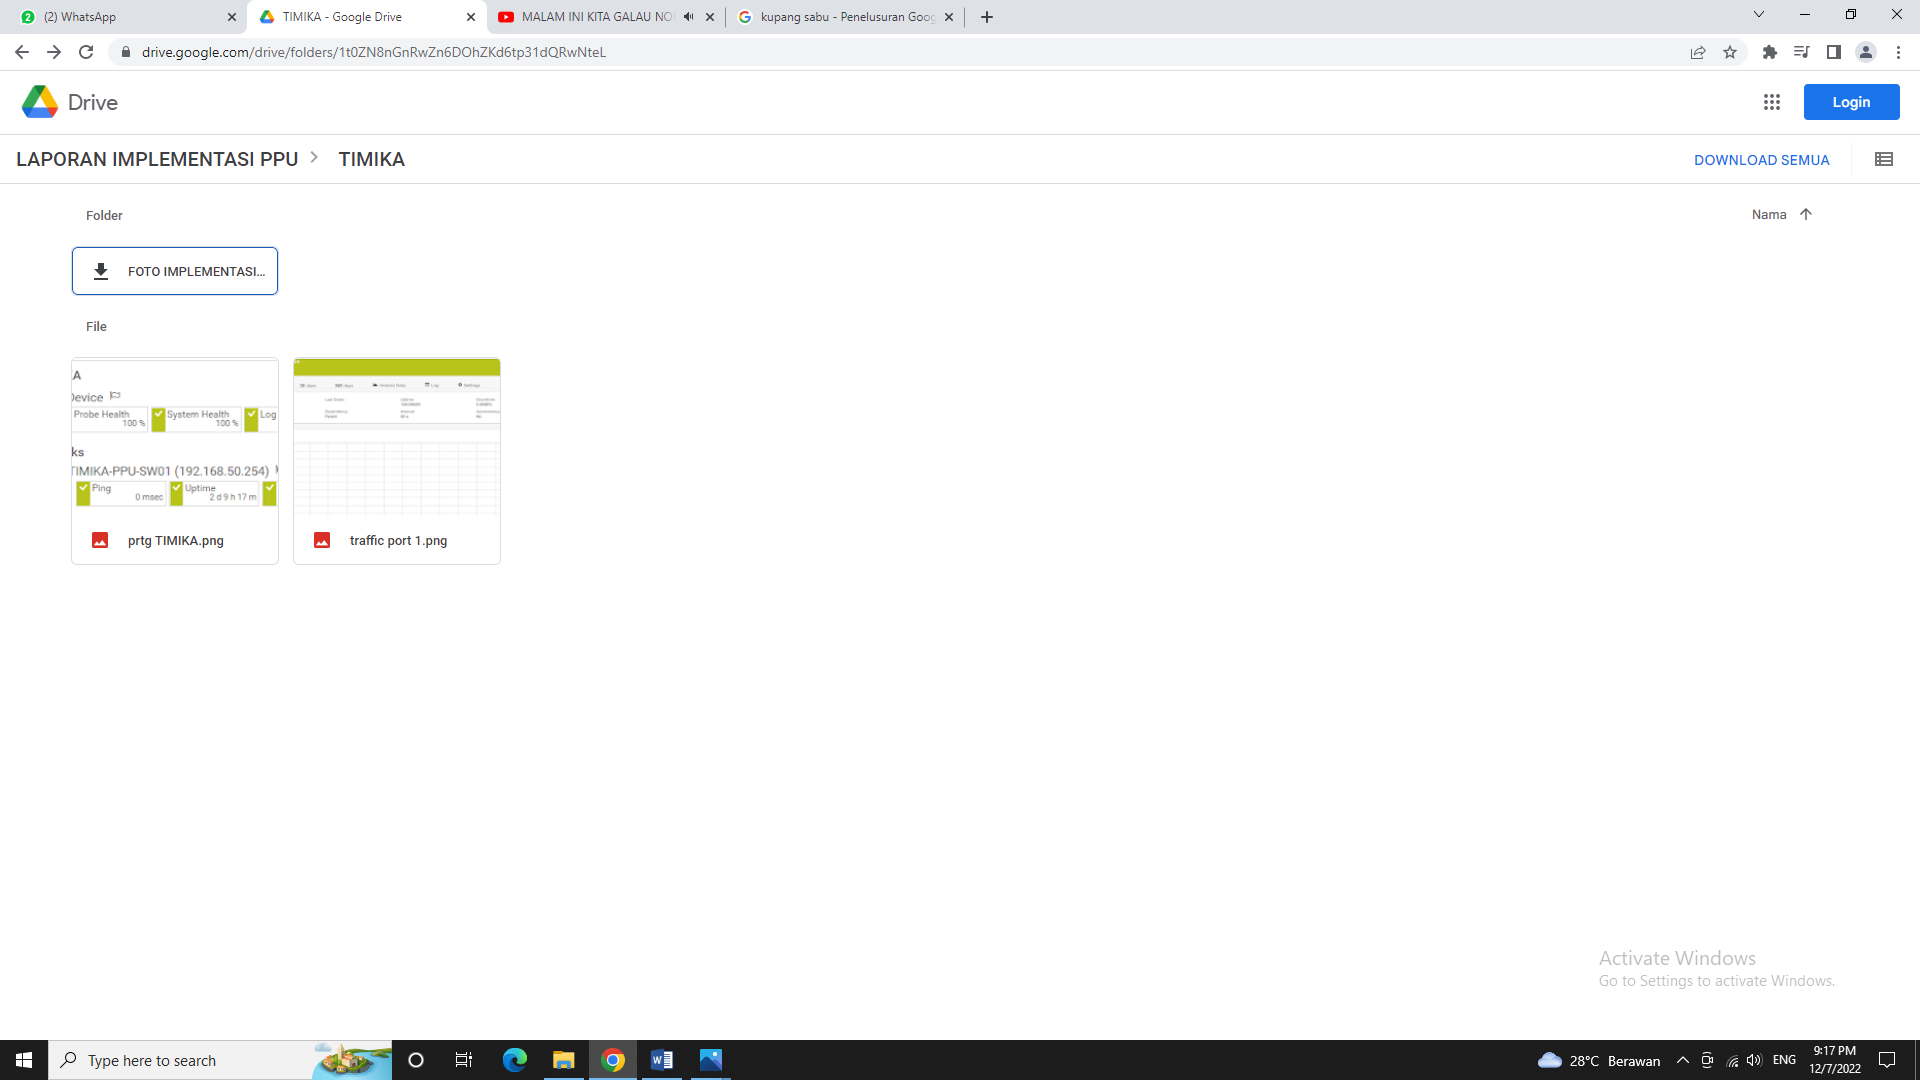 (2) WhatsApp
TIMIKA - Google Drive
MALAM INI KITA GALAU NO
kupang sabu - Penelusuran Goog
drive.google.com/drive/folders/1t0ZN8nGnRwZn6DOhZKd6tp31dQRwNteL
Drive
Login
LAPORAN IMPLEMENTASI PPU > TIMIKA
DOWNLOAD SEMUA
Folder
Nama
FOTO IMPLEMENTASI...
File
Device
Probe Health
100 %
System Health
100 %
Log
ks
TIMIKA-PPU-SW01 (192.168.50.254)
Ping
0 msec
Uptime
2 d 9 h 17 m
prtg TIMIKA.png
Historic Data
Log
Settings
traffic port 1.png
Activate Windows
Go to Settings to activate Windows.
Type here to search
28°C Berawan
ENG
9:17 PM
12/7/2022